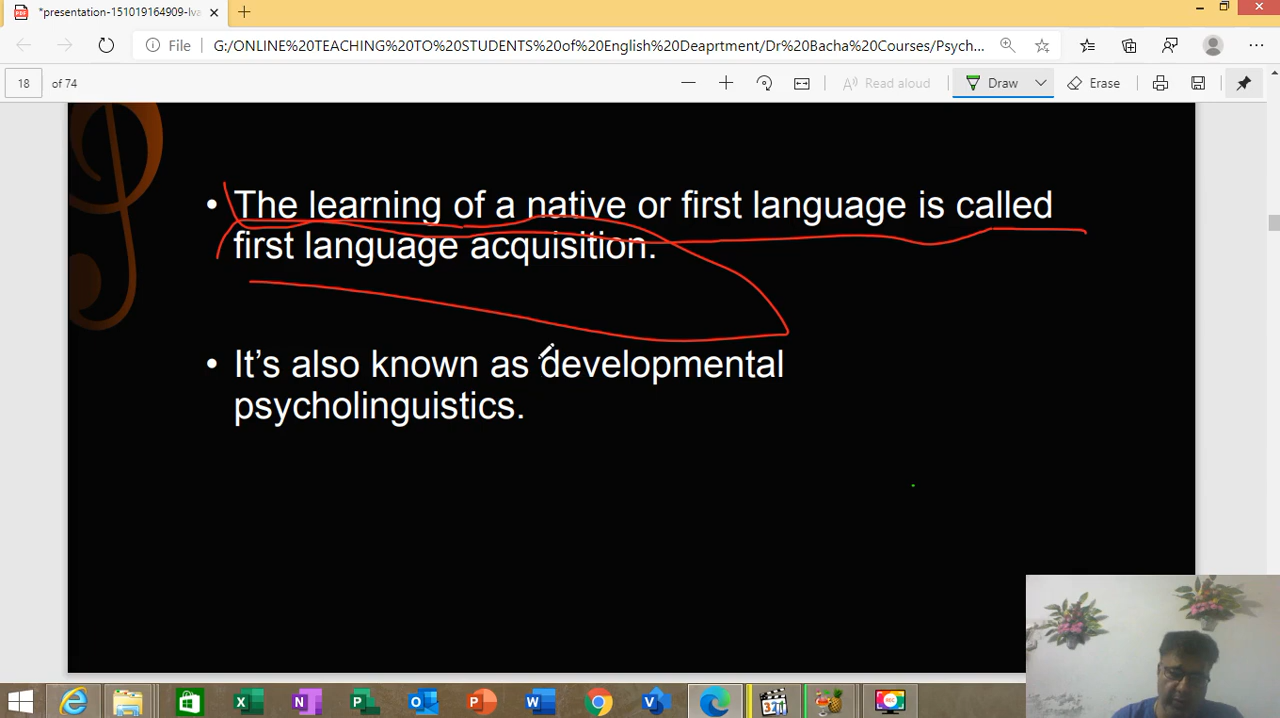 *presentation-151019164909-lva
File
G:/ONLINE%20TEACHING%20TO%20STUDENTS%20of%20English%20Deaprtment/Dr%20Bacha%20Courses/Psych...
18 of 74
Read aloud
Draw
Erase
• The learning of a native or first language is called
first language acquisition.
• It’s also known as developmental
psycholinguistics.